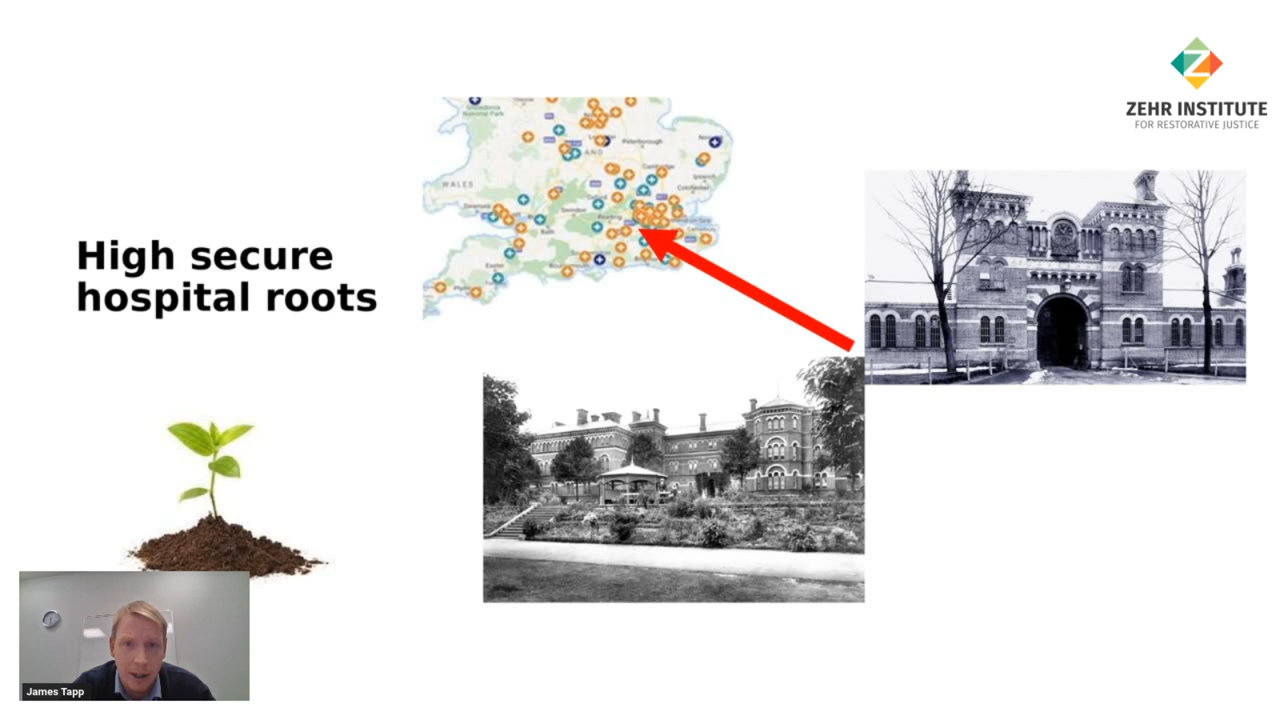 ZEHR INSTITUTE
FOR RESTORATIVE JUSTICE
High secure
hospital roots
Peterborough
Cambridge
Ipswich
Colchester
WALES
Swansea
Swindon
Reading
Bath
Exeter
James Tapp